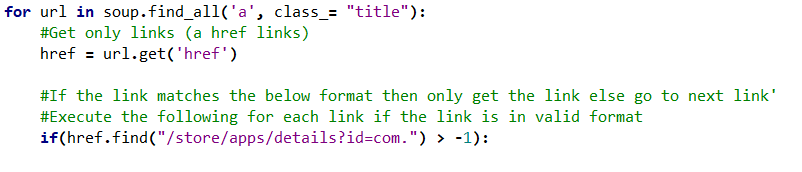 for url in soup.find_all('a', class_= "title"):
#Get only links (a href links)
href = url.get('href')
#If the link matches the below format then only get the link else go to next link'
#Execute the following for each link if the link is in valid format
if(href.find("/store/apps/details?id=com.") > -1):